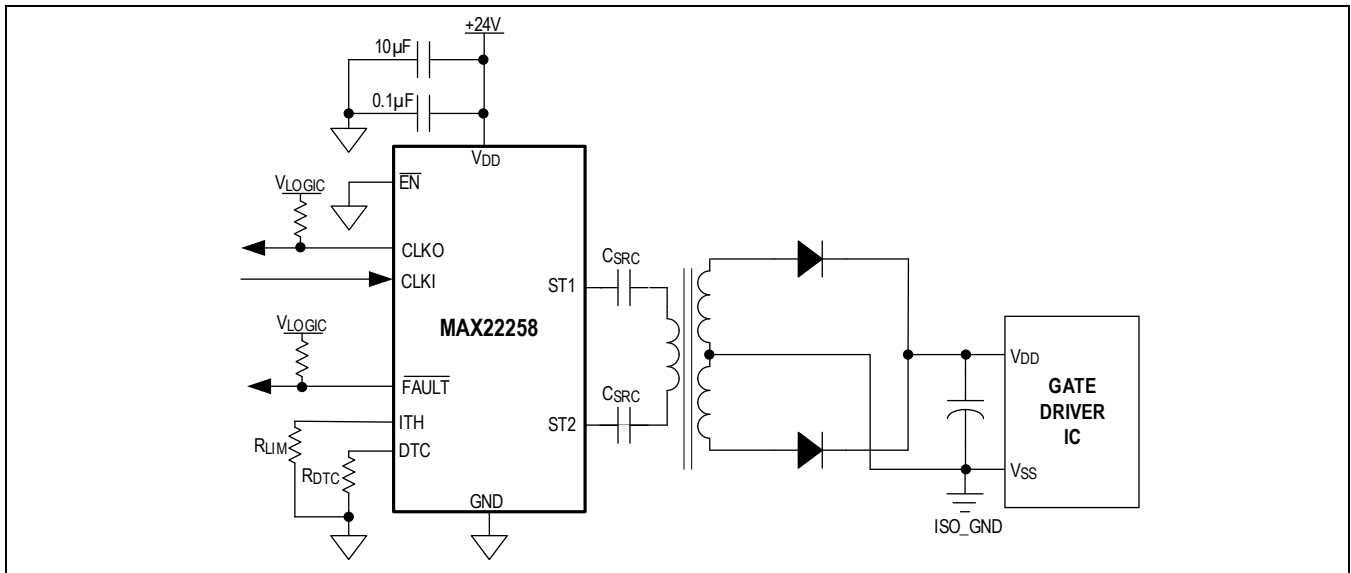 +24V
10µF
0.1µF
VDD
EN
VLOGIC
CLKO
CLKI
CSRC
ST1
MAX22258
VLOGIC
FAULT
CSRC
ST2
ITH
RLIM
DTC
RDTC
GND
VDD
GATE
DRIVER
IC
VSS
ISO_GND